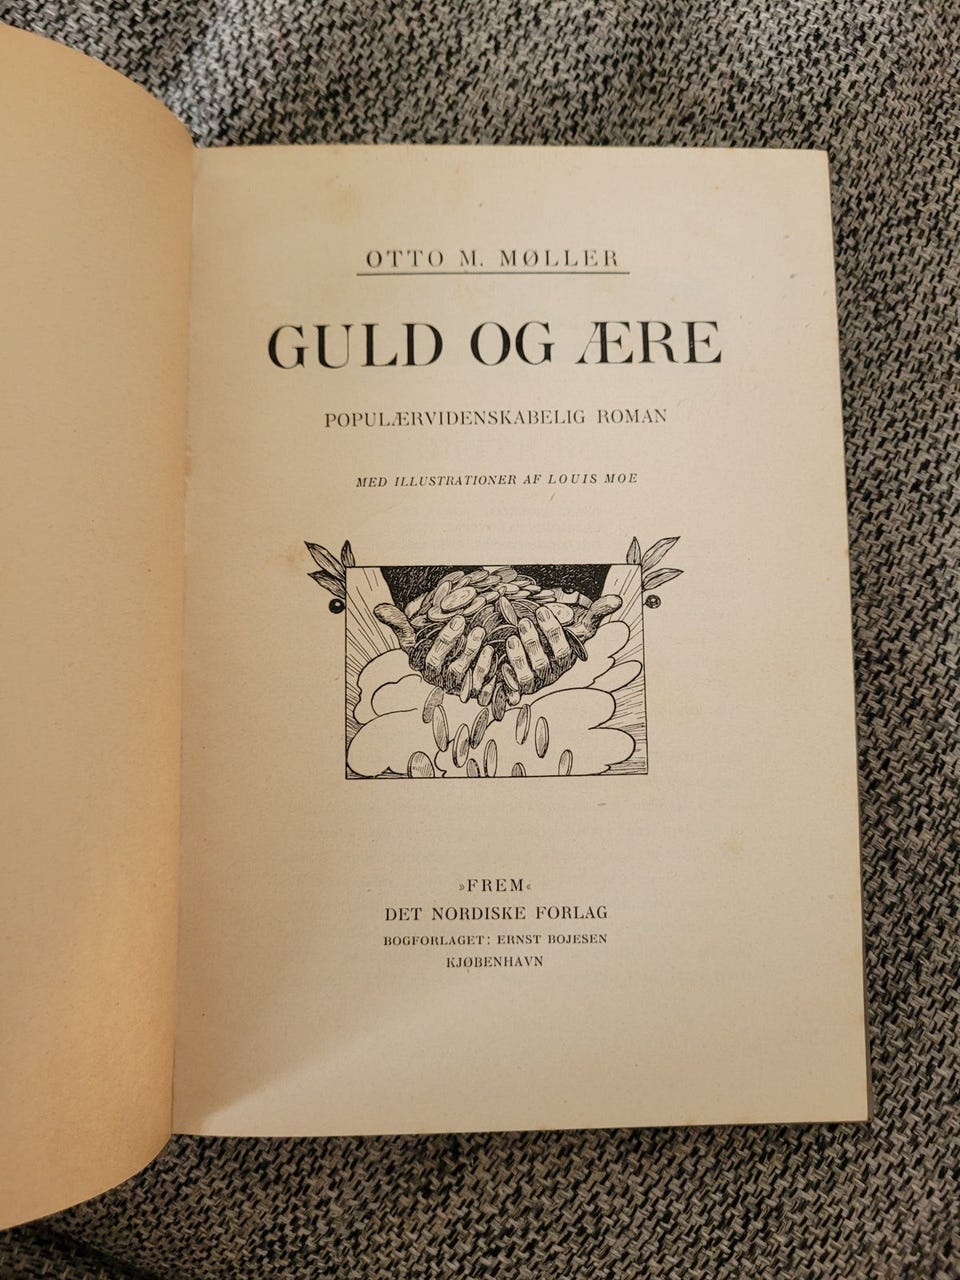 OTTO M. MØLLER
GULD OG ÆRE
POPULÆRVIDENSKABELIG ROMAN
MED ILLUSTRATIONER AF LOUIS MOE
»FREM«
DET NORDISKE FORLAG
BOGFORLAGET: ERNST BOJESEN
KJØBENHAVN